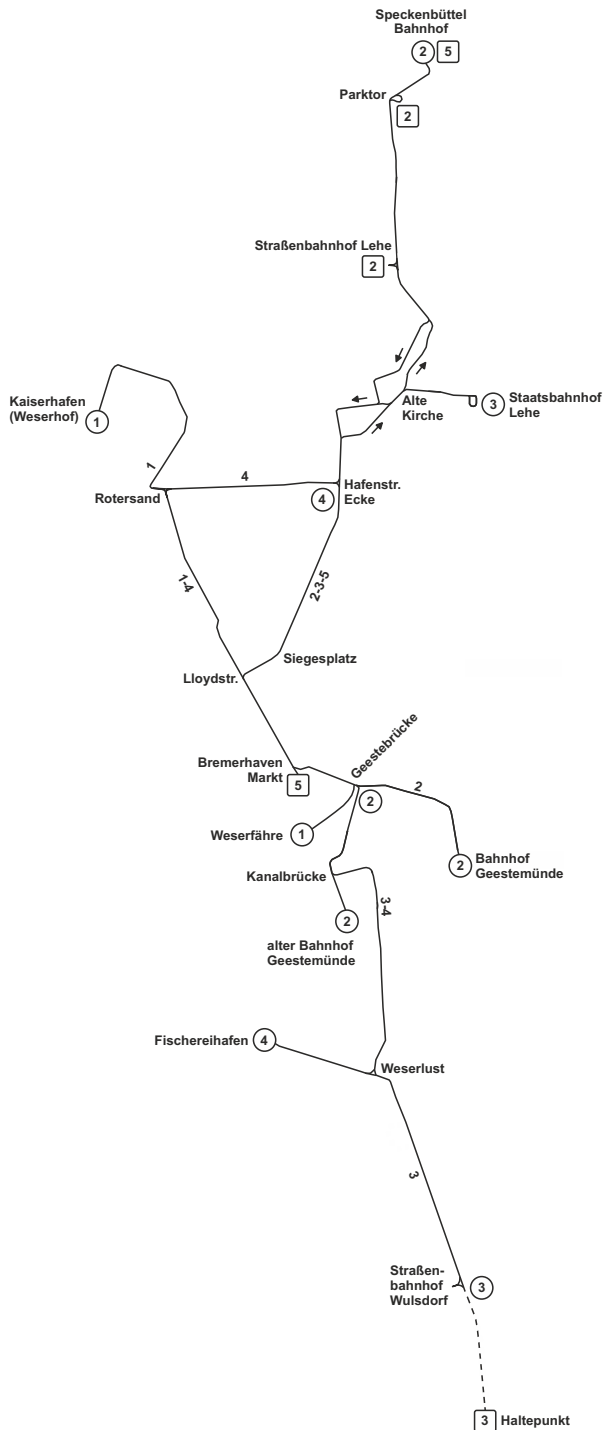 Speckenbüttel
Bahnhof
2 5
Parktor
2
Straßenbahnhof Lehe
2
Kaiserhafen
(Weserhof)
1
Alte
Kirche
3
Staatsbahnhof
Lehe
1
4
Rotersand
Hafenstr.
Ecke
4
1-4
2-3-5
Siegesplatz
Lloydstr.
Geestebrücke
Bremerhaven
Markt
5
2
2
Weserfähre
1
2
Bahnhof
Geestemünde
Kanalbrücke
3-4
2
alter Bahnhof
Geestemünde
Fischereihafen
4
Weserlust
3
Straßen-
bahnhof
Wulsdorf
3
3
Haltepunkt